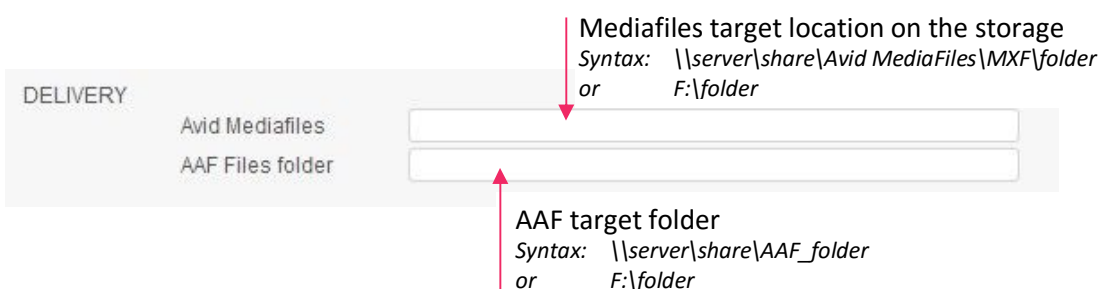 Mediafiles target location on the storage
Syntax: \\server\share\Avid MediaFiles\MXF\folder
or F:\folder
DELIVERY
Avid Mediafiles
AAF Files folder
AAF target folder
Syntax: \\server\share\AAF_folder
or F:\folder